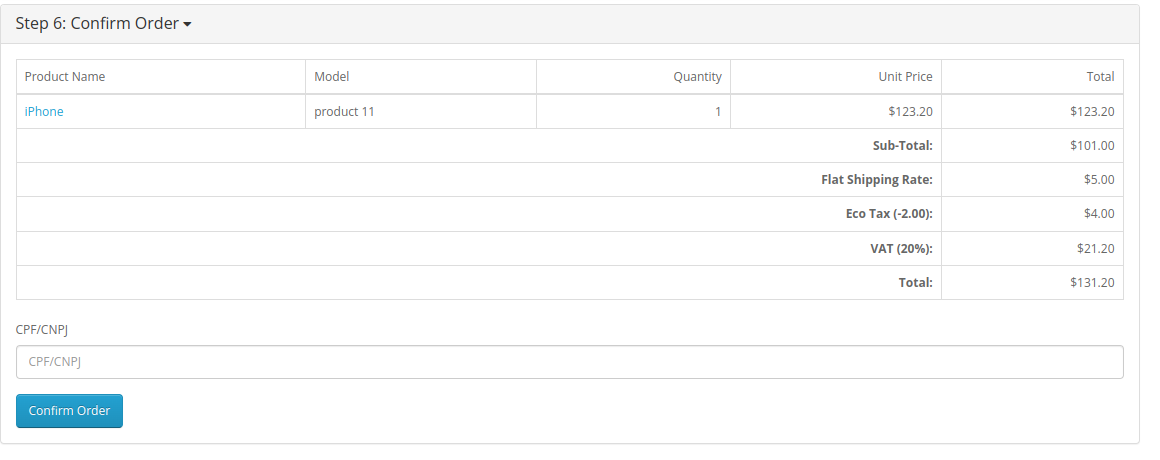 Step 6: Confirm Order
Product Name Model Quantity Unit Price Total
iPhone product 11 1 $123.20 $123.20
Sub-Total: $101.00
Flat Shipping Rate: $5.00
Eco Tax (-2.00): $4.00
VAT (20%): $21.20
Total: $131.20
CPF/CNPJ
CPF/CNPJ
Confirm Order